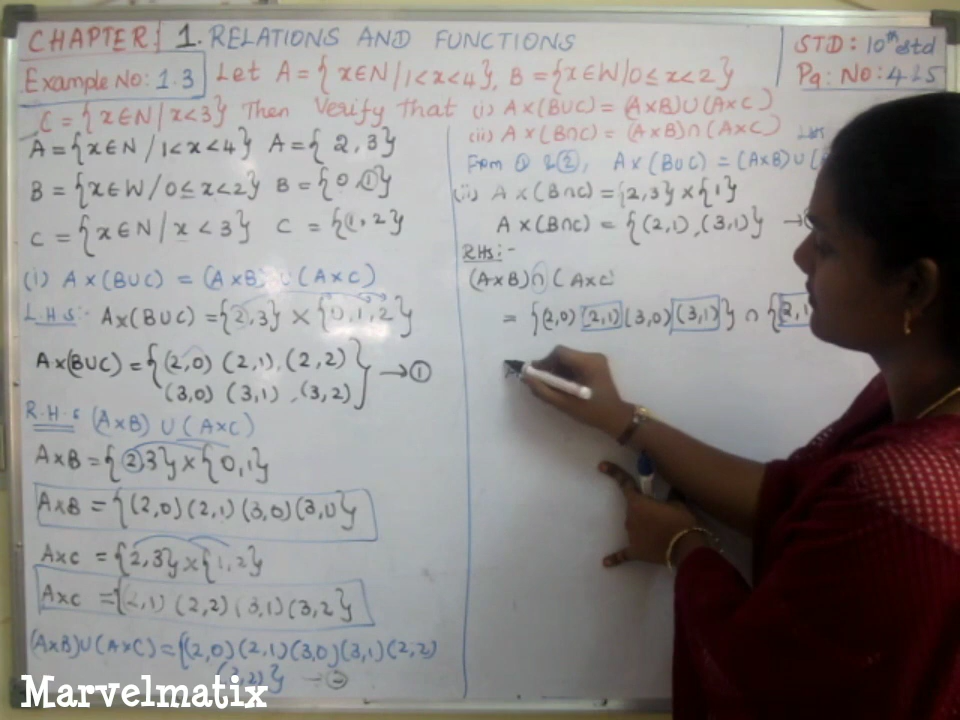 CHAPTER 1. RELATIONS AND FUNCTIONS
STD: 10th std
Example No: 1.3 Let A = { x∈N / 1 < x < 4 }, B = { x∈W / 0 ≤ x < 2 }
Pg: No: 4 & 5
C = { x∈N / x < 3 } Then Verify that (i) A × (B∪C) = (A×B) ∪ (A×C)
(ii) A × (B∩C) = (A×B) ∩ (A×C)
A = { x∈N / 1 < x < 4 } A = { 2, 3 }
B = { x∈W / 0 ≤ x < 2 } B = { 0, 1 }
C = { x∈N / x < 3 } C = { 1, 2 }
(i) A × (B∪C) = (A×B) ∪ (A×C)
L.H.S:- A×(B∪C) = { 2, 3 } × { 0, 1, 2 }
A×(B∪C) = { (2,0) (2,1), (2,2)
(3,0) (3,1), (3,2) } → ①
R.H.S (A×B) ∪ (A×C)
A×B = { 2, 3 } × { 0, 1 }
A×B = { (2,0) (2,1) (3,0) (3,1) }
A×C = { 2, 3 } × { 1, 2 }
A×C = { (2,1) (2,2) (3,1) (3,2) }
(A×B) ∪ (A×C) = { (2,0) (2,1) (3,0) (3,1) (2,2)
(3,2) } → ②
From ① & ②, A × (B∪C) = (A×B) ∪
(ii) A × (B∩C) = { 2, 3 } × { 1 }
A × (B∩C) = { (2,1), (3,1) } →
RHS:-
(A×B) ∩ (A×C
= { (2,0) (2,1) (3,0) (3,1) } ∩ { (2,1
Marvelmatix